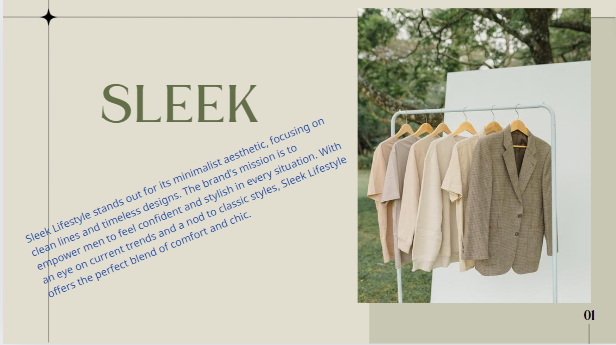 SLEEK
Sleek Lifestyle stands out for its minimalist aesthetic, focusing on
clean lines and timeless designs. The brand's mission is to
empower men to feel confident and stylish in every situation. With
an eye on current trends and a nod to classic styles, Sleek Lifestyle
offers the perfect blend of comfort and chic.
01